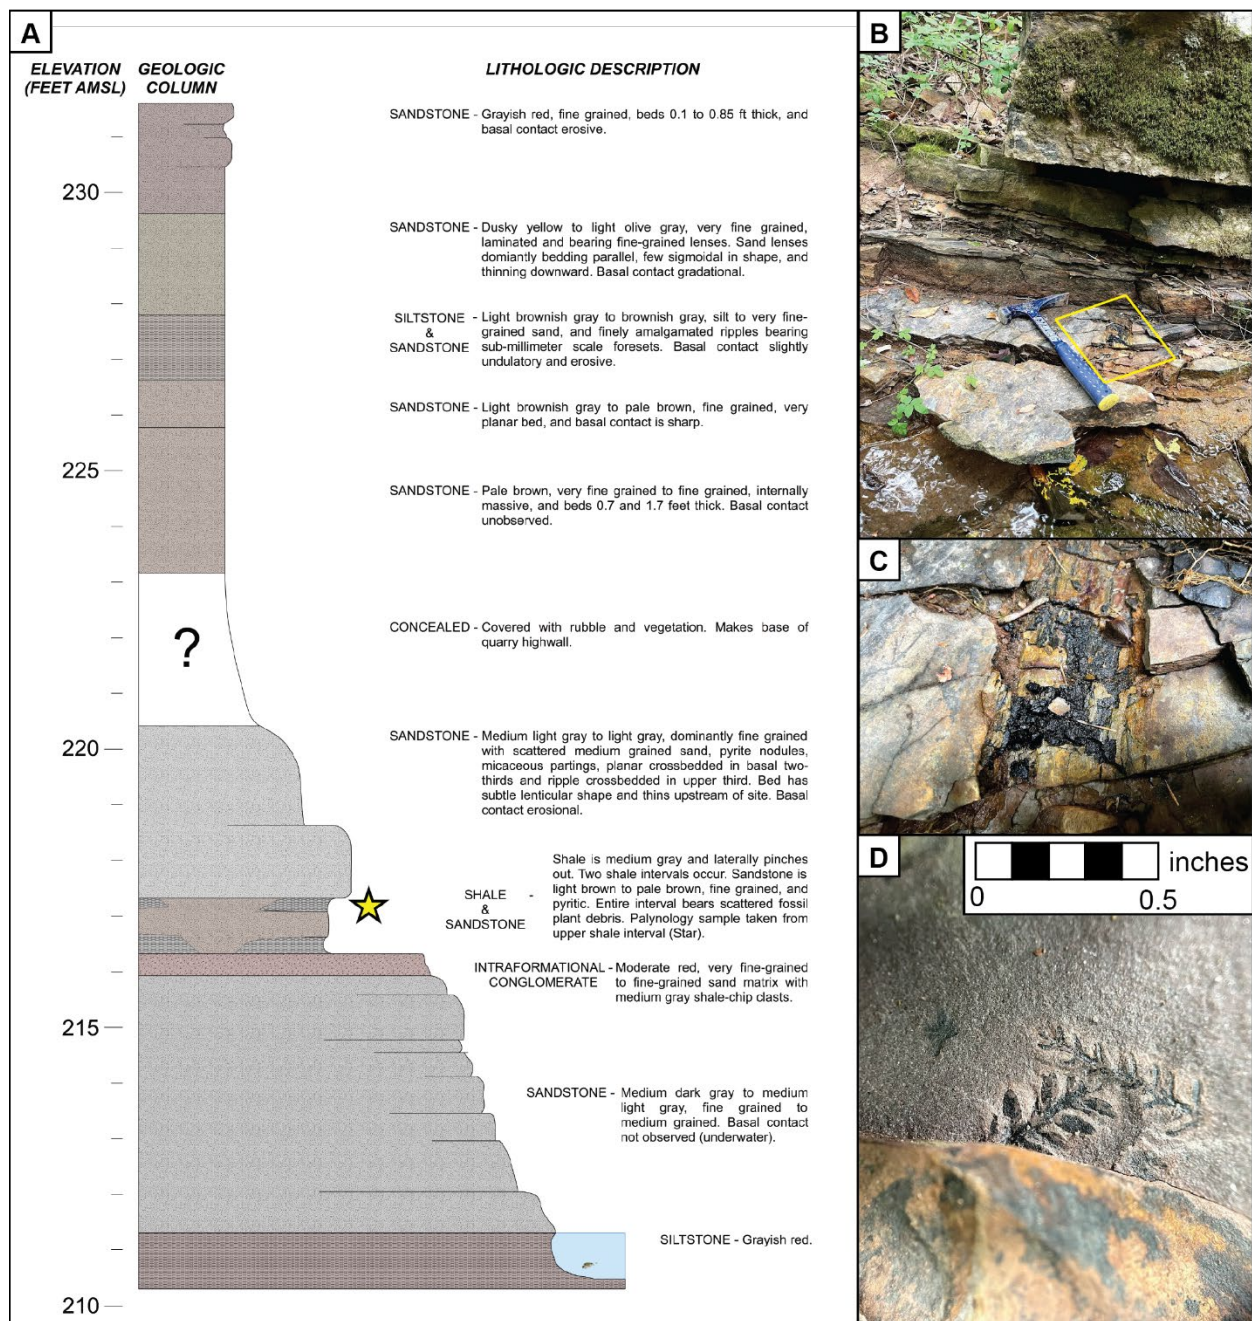 A
ELEVATION
(FEET AMSL)
GEOLOGIC
COLUMN
LITHOLOGIC DESCRIPTION
SANDSTONE - Grayish red, fine grained, beds 0.1 to 0.85 ft thick, and
basal contact erosive.
230
SANDSTONE - Dusky yellow to light olive gray, very fine grained,
laminated and bearing fine-grained lenses. Sand lenses
domiantly bedding parallel, few sigmoidal in shape, and
thinning downward. Basal contact gradational.
SILTSTONE
&
SANDSTONE
- Light brownish gray to brownish gray, silt to very fine-
grained sand, and finely amalgamated ripples bearing
sub-millimeter scale foresets. Basal contact slightly
undulatory and erosive.
SANDSTONE - Light brownish gray to pale brown, fine grained, very
planar bed, and basal contact is sharp.
225
SANDSTONE - Pale brown, very fine grained to fine grained, internally
massive, and beds 0.7 and 1.7 feet thick. Basal contact
unobserved.
?
CONCEALED - Covered with rubble and vegetation. Makes base of
quarry highwall.
220
SANDSTONE - Medium light gray to light gray, dominantly fine grained
with scattered medium grained sand, pyrite nodules,
micaceous partings, planar crossbedded in basal two-
thirds and ripple crossbedded in upper third. Bed has
subtle lenticular shape and thins upstream of site. Basal
contact erosional.
SHALE
&
SANDSTONE
-
Shale is medium gray and laterally pinches
out. Two shale intervals occur. Sandstone is
light brown to pale brown, fine grained, and
pyritic. Entire interval bears scattered fossil
plant debris. Palynology sample taken from
upper shale interval (Star).
INTRAFORMATIONAL
CONGLOMERATE
- Moderate red, very fine-grained
to fine-grained sand matrix with
medium gray shale-chip clasts.
215
SANDSTONE - Medium dark gray to medium
light gray, fine grained to
medium grained. Basal contact
not observed (underwater).
SILTSTONE - Grayish red.
210
B
C
D
inches
0
0.5